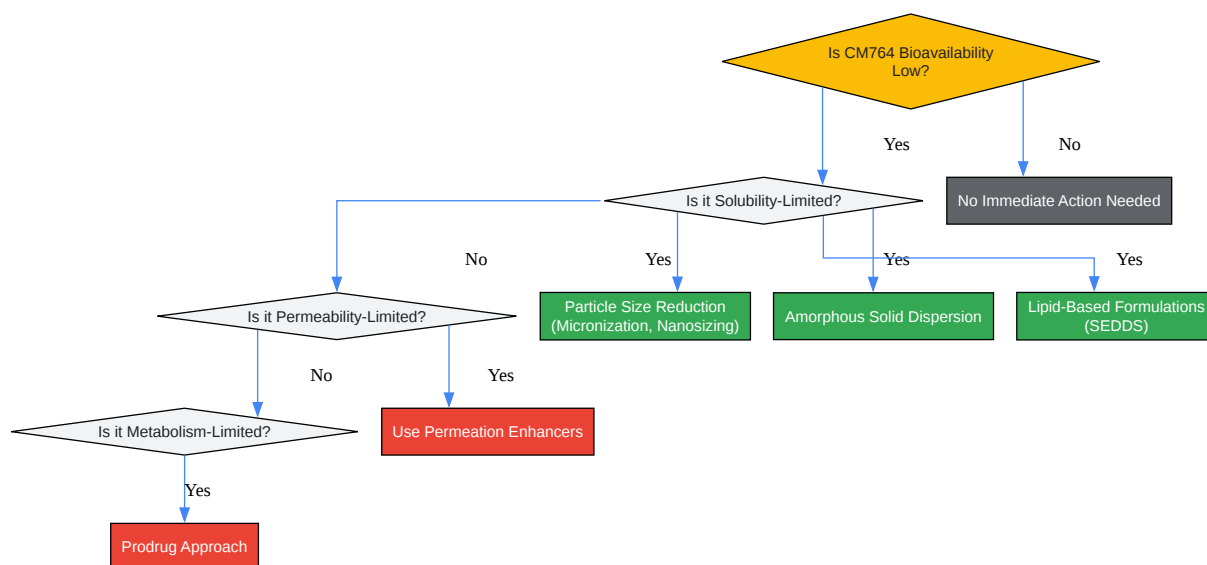 Is CM764 Bioavailability
Low?
Yes
No
Is it Solubility-Limited?
No Immediate Action Needed
No
Yes
Yes
Yes
Is it Permeability-Limited?
Particle Size Reduction
(Micronization, Nanosizing)
Amorphous Solid Dispersion
Lipid-Based Formulations
(SEDDS)
No
Yes
Is it Metabolism-Limited?
Use Permeation Enhancers
Yes
Prodrug Approach